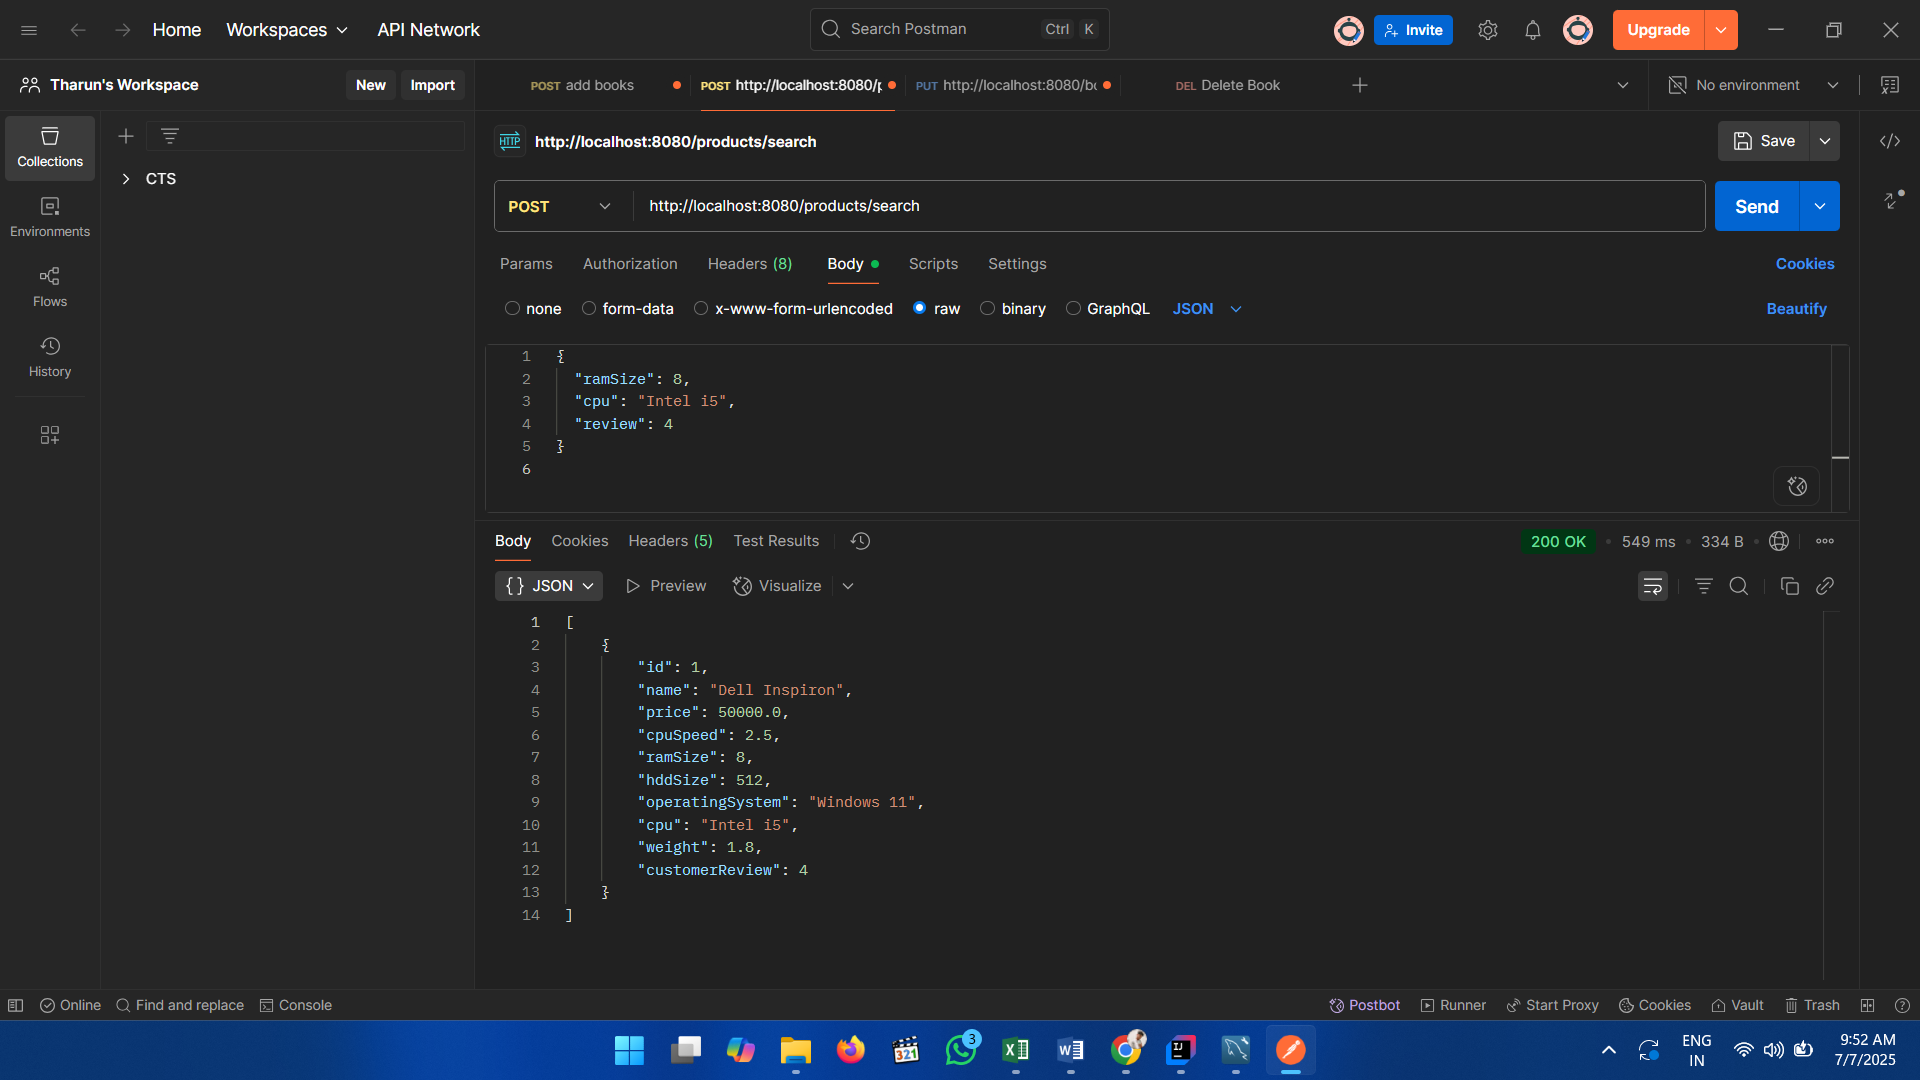 Home Workspaces API Network Search Postman Ctrl K Invite Upgrade
Tharun's Workspace New Import POST add books POST http://localhost:8080/p PUT http://localhost:8080/bo DEL Delete Book No environment
Collections
Environments
Flows
History
CTS
HTTP http://localhost:8080/products/search Save
POST http://localhost:8080/products/search Send
Params Authorization Headers (8) Body Scripts Settings Cookies
none form-data x-www-form-urlencoded raw binary GraphQL JSON Beautify
1 {
2 "ramSize": 8,
3 "cpu": "Intel i5",
4 "review": 4
5 }
6
Body Cookies Headers (5) Test Results 200 OK 549 ms 334 B
{} JSON Preview Visualize
1 [
2 {
3 "id": 1,
4 "name": "Dell Inspiron",
5 "price": 50000.0,
6 "cpuSpeed": 2.5,
7 "ramSize": 8,
8 "hddSize": 512,
9 "operatingSystem": "Windows 11",
10 "cpu": "Intel i5",
11 "weight": 1.8,
12 "customerReview": 4
13 }
14 ]
Online Find and replace Console Postbot Runner Start Proxy Cookies Vault Trash
321 3 IJ
ENG
IN
9:52 AM
7/7/2025